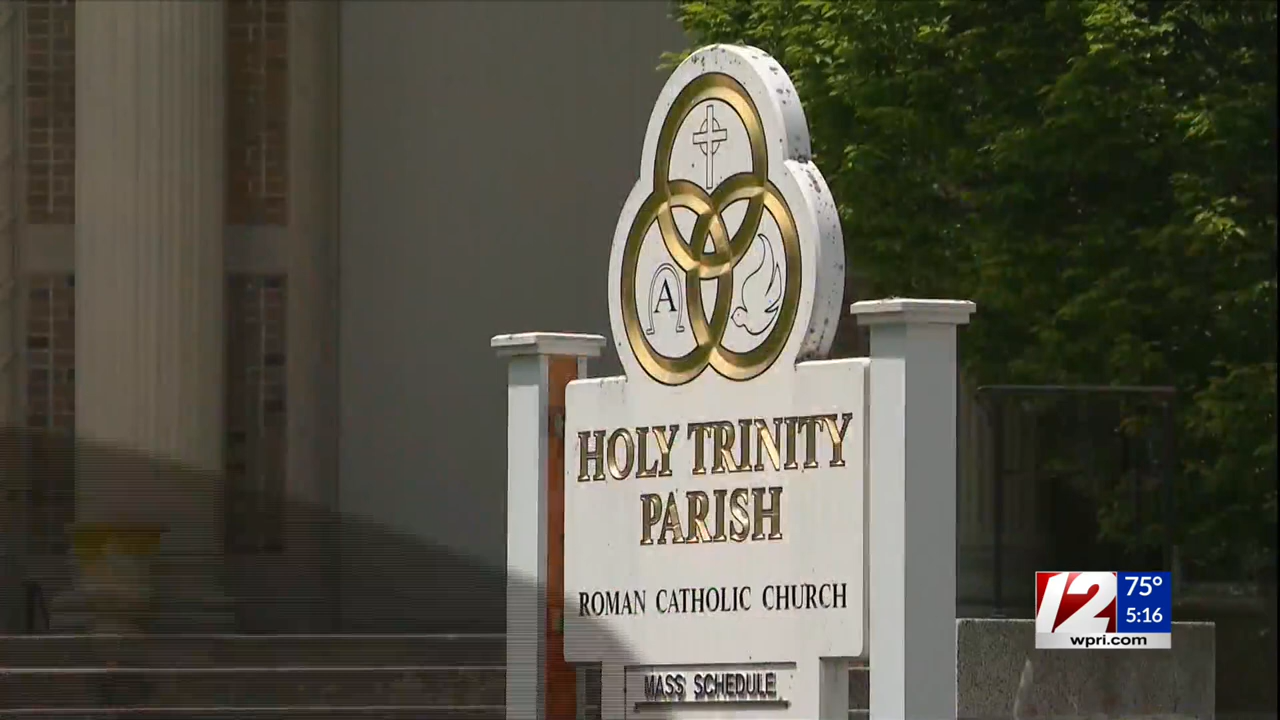 A
HOLY TRINITY
PARISH
ROMAN CATHOLIC CHURCH
MASS SCHEDULE
12 75°
5:16
wpri.com